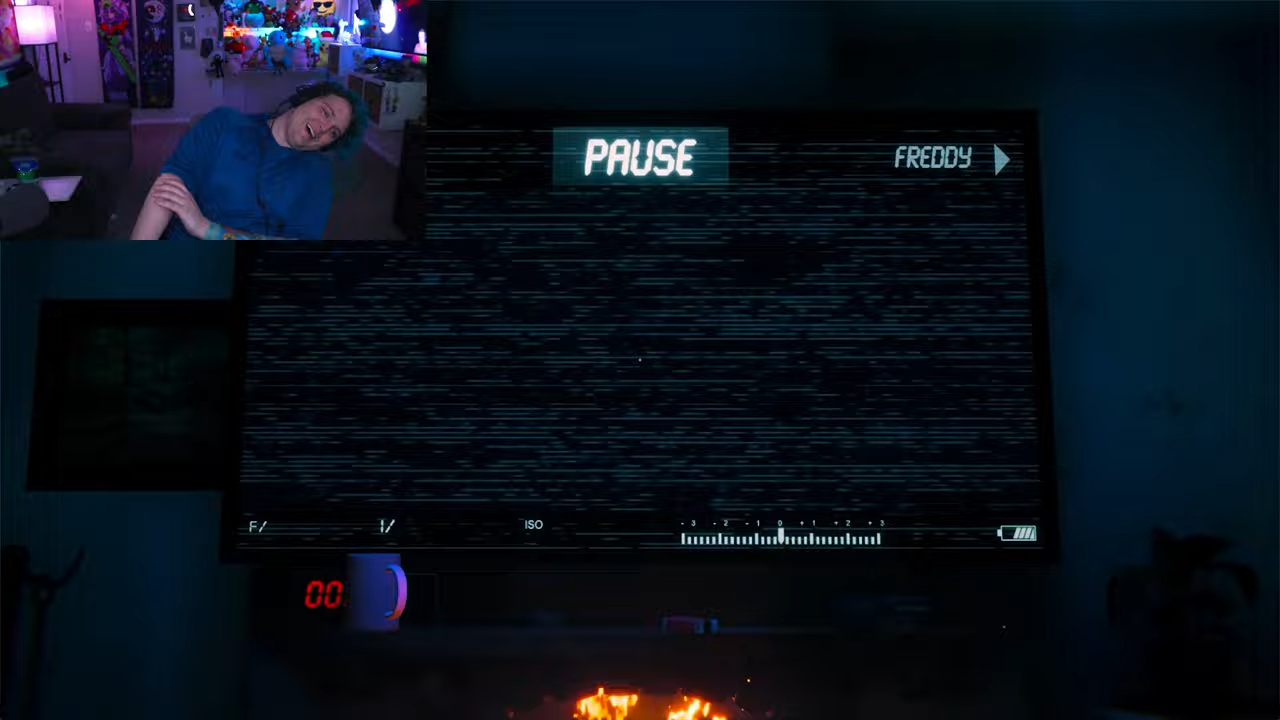 PAUSE
FREDDY
F/
1/
ISO
- 3 - 2 - 1 0 + 1 + 2 + 3
00: